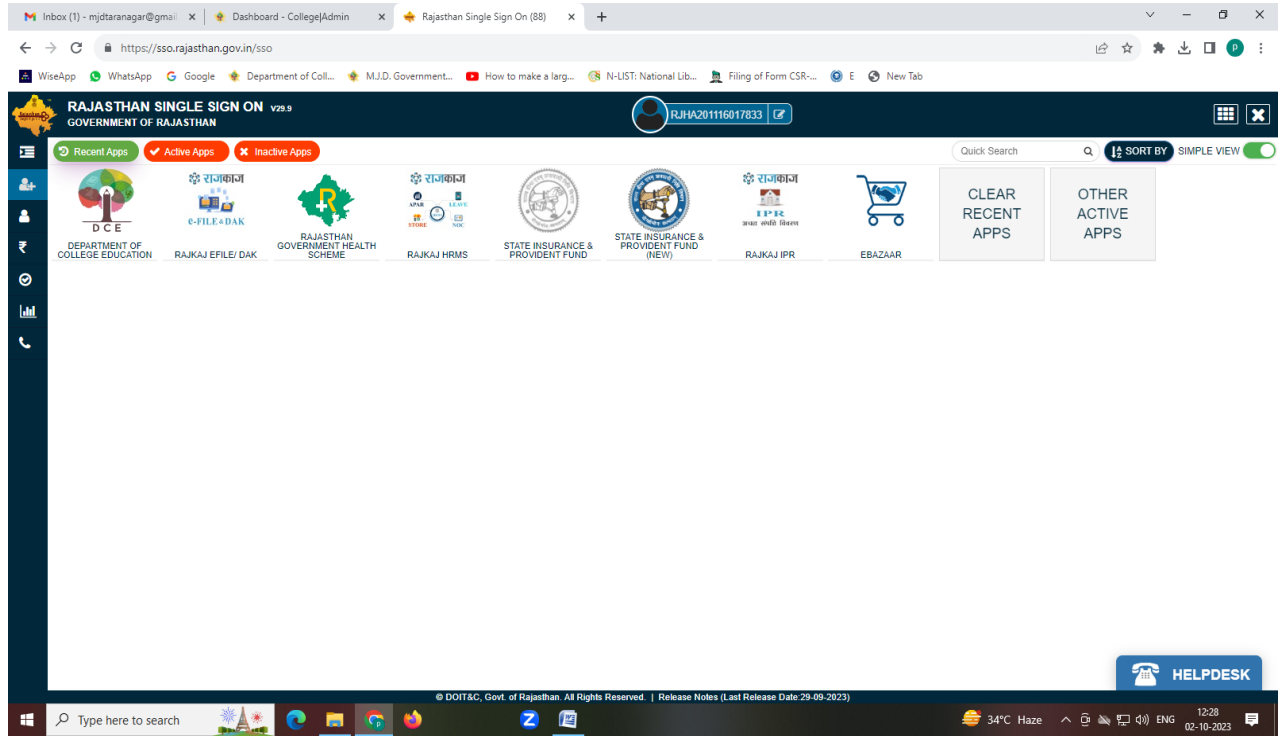 Inbox (1) - mjdtaranagar@gmail
Dashboard - College|Admin
Rajasthan Single Sign On (88)
https://sso.rajasthan.gov.in/sso
WiseApp WhatsApp Google Department of Coll... M.J.D. Government... How to make a larg... N-LIST: National Lib... Filing of Form CSR-... E New Tab
RAJASTHAN SINGLE SIGN ON V29.9
GOVERNMENT OF RAJASTHAN
RJHA201116017833
Recent Apps Active Apps Inactive Apps
Quick Search
SORT BY
SIMPLE VIEW
DCE
DEPARTMENT OF
COLLEGE EDUCATION
राजकाज
e-FILE & DAK
RAJKAJ EFILE/ DAK
R
RAJASTHAN
GOVERNMENT HEALTH
SCHEME
राजकाज
APAR LEAVE
STORE NOC
RAJKAJ HRMS
STATE INSURANCE &
PROVIDENT FUND
STATE INSURANCE &
PROVIDENT FUND
(NEW)
राजकाज
IPR
अचल संपत्ति विवरण
RAJKAJ IPR
EBAZAAR
CLEAR
RECENT
APPS
OTHER
ACTIVE
APPS
HELPDESK
© DOIT&C, Govt. of Rajasthan. All Rights Reserved. | Release Notes (Last Release Date:29-09-2023)
Type here to search
34°C Haze
ENG
12:28
02-10-2023